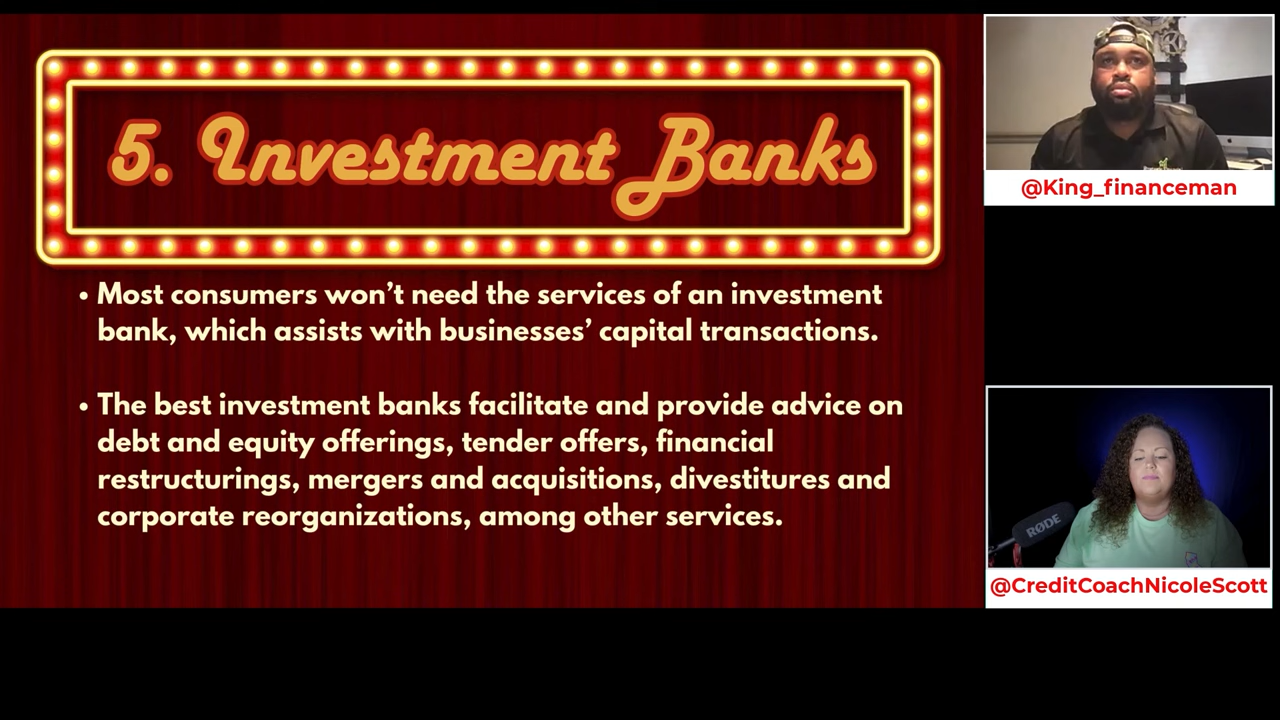 5. Investment Banks
• Most consumers won’t need the services of an investment
bank, which assists with businesses’ capital transactions.
• The best investment banks facilitate and provide advice on
debt and equity offerings, tender offers, financial
restructurings, mergers and acquisitions, divestitures and
corporate reorganizations, among other services.
@King_financeman
RØDE
@CreditCoachNicoleScott